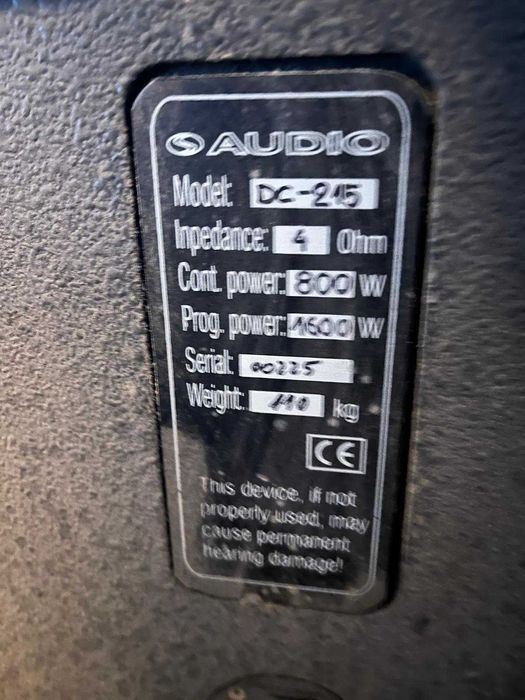 S AUDIO
Model: DC-215
Inpedance: 4 Ohm
Cont. power: 800 W
Prog. power: 1600 W
Serial: 00225
Weight: 110 kg
CE
This device, if not
properly used, may
cause permanent
hearing damage!